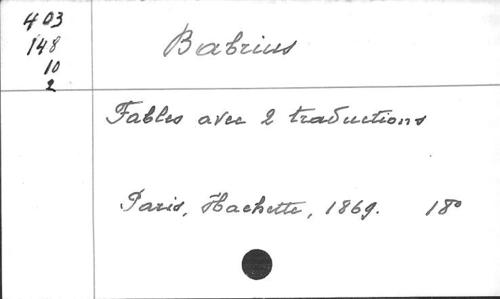 403
148
10
2
Babrius
Fables avec 2 traductions
Paris, Hachette, 1869. 18°